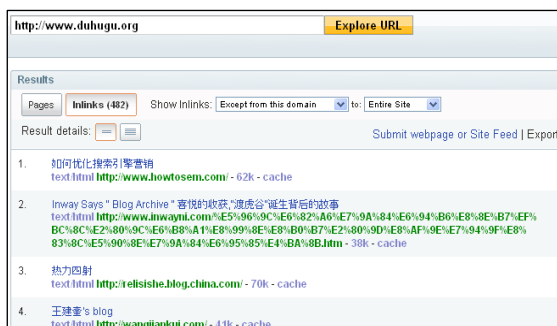 http://www.duhugu.org Explore URL
Results
Pages Inlinks (482) Show Inlinks: Except from this domain to: Entire Site
Result details: Submit webpage or Site Feed | Export
1. 如何优化搜索引擎营销
text/html http://www.howtosem.com/ - 62k - cache
2. Inway Says " Blog Archive " 喜悦的收获,"渡虎谷"诞生背后的故事
text/html http://www.inwayni.com/%E5%96%9C%E6%82%A6%E7%9A%84%E6%94%B6%E8%8E%B7%EF%
BC%8C%E2%80%9C%E6%B8%A1%E8%99%8E%E8%B0%B7%E2%80%9D%E8%AF%9E%E7%94%9F%E8%
83%8C%E5%90%8E%E7%9A%84%E6%95%85%E4%BA%8B.htm - 38k - cache
3. 热力四射
text/html http://relisishe.blog.china.com/ - 70k - cache
4. 王建奎's blog
text/html http://wangjiankui.com/ - 41k - cache